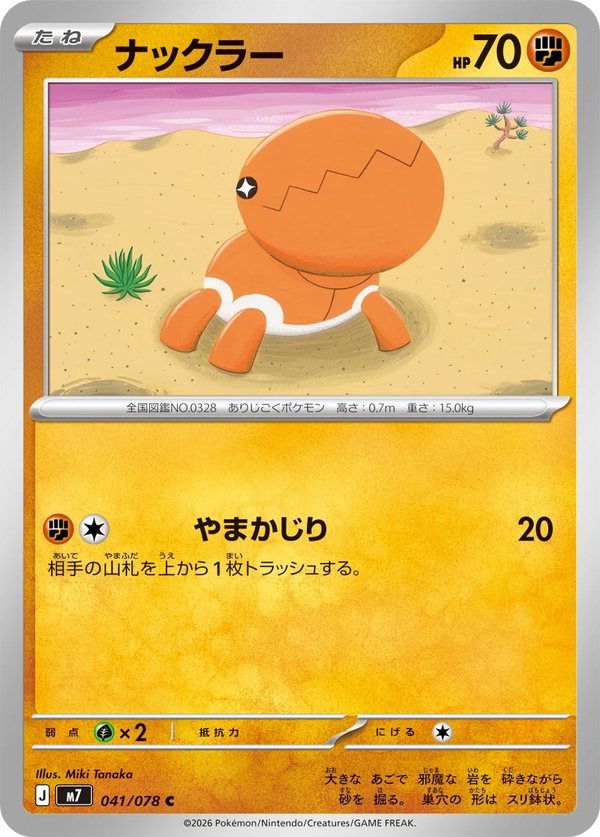 たね ナックラー HP70
全国図鑑NO.0328 ありじごくポケモン 高さ:0.7m 重さ:15.0kg
やまかじり 20
相手の山札を上から1枚トラッシュする。
弱点 ×2 抵抗力 にげる
Illus. Miki Tanaka
大きな あごで 邪魔な 岩を 砕きながら
砂を 掘る。 巣穴の 形は スリ鉢状。
J m7 041/078 C
©2026 Pokémon/Nintendo/Creatures/GAME FREAK.